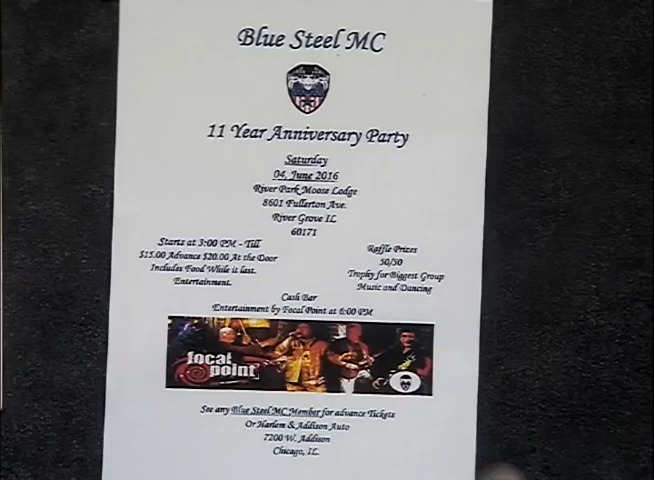 Blue Steel MC
11 Year Anniversary Party
Saturday
04, June 2016
River Park Moose Lodge
8601 Fullerton Ave.
River Grove IL
60171
Starts at 3:00 PM - Till
$15.00 Advance $20.00 At the Door
Includes Food While it last.
Entertainment.
Raffle Prizes
50/50
Trophy for Biggest Group
Music and Dancing
Cash Bar
Entertainment by Focal Point at 6:00 PM
focal
point
See any Blue Steel MC Member for advance Tickets
Or Harlem & Addison Auto
7200 W. Addison
Chicago, IL.